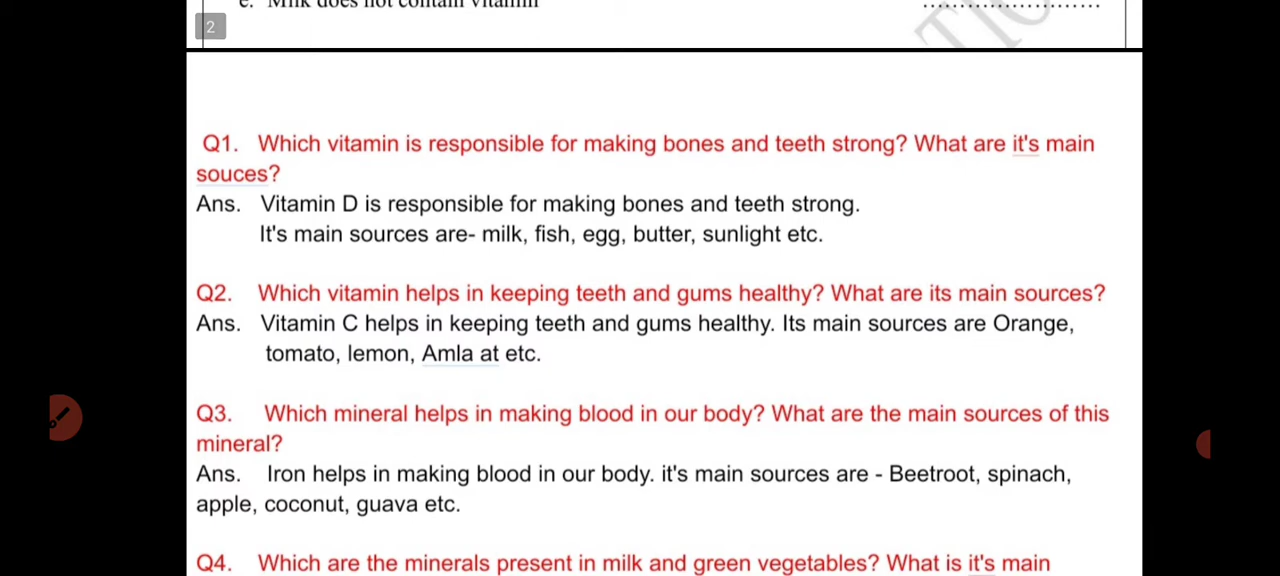 e. Milk does not contain vitamin ........................
2
TIO
Q1. Which vitamin is responsible for making bones and teeth strong? What are it's main
souces?
Ans. Vitamin D is responsible for making bones and teeth strong.
It's main sources are- milk, fish, egg, butter, sunlight etc.
Q2. Which vitamin helps in keeping teeth and gums healthy? What are its main sources?
Ans. Vitamin C helps in keeping teeth and gums healthy. Its main sources are Orange,
tomato, lemon, Amla at etc.
Q3. Which mineral helps in making blood in our body? What are the main sources of this
mineral?
Ans. Iron helps in making blood in our body. it's main sources are - Beetroot, spinach,
apple, coconut, guava etc.
Q4. Which are the minerals present in milk and green vegetables? What is it's main